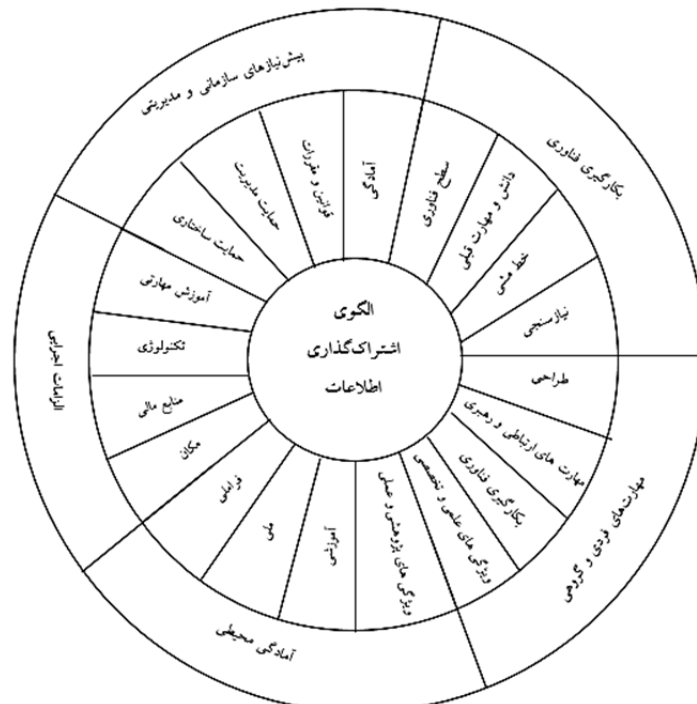 پیش‌نیازهای سازمانی و مدیریتی
بکارگیری فناوری
مهارت‌های فردی و گروهی
آمادگی محیطی
الزامات اجرایی
آمادگی
سطح فناوری
دانش و مهارت قبلی
خط مشی
نیازسنجی
طراحی
مهارت های ارتباطی و رهبری
بکارگیری فناوری
ویژگی های علمی و تخصصی
ویژگی های پژوهشی و عملی
آموزشی
ملی
فراملی
مکان
منابع مالی
تکنولوژی
آموزش مهارتی
حمایت ساختاری
حمایت مدیریت
قوانین و مقررات
الگوی
اشتراک‌گذاری
اطلاعات